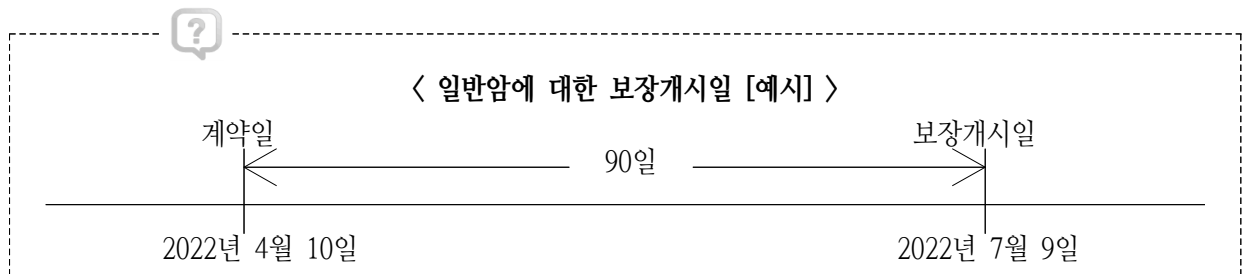 ?
〈 일반암에 대한 보장개시일 [예시] 〉
계약일 보장개시일
90일
2022년 4월 10일 2022년 7월 9일